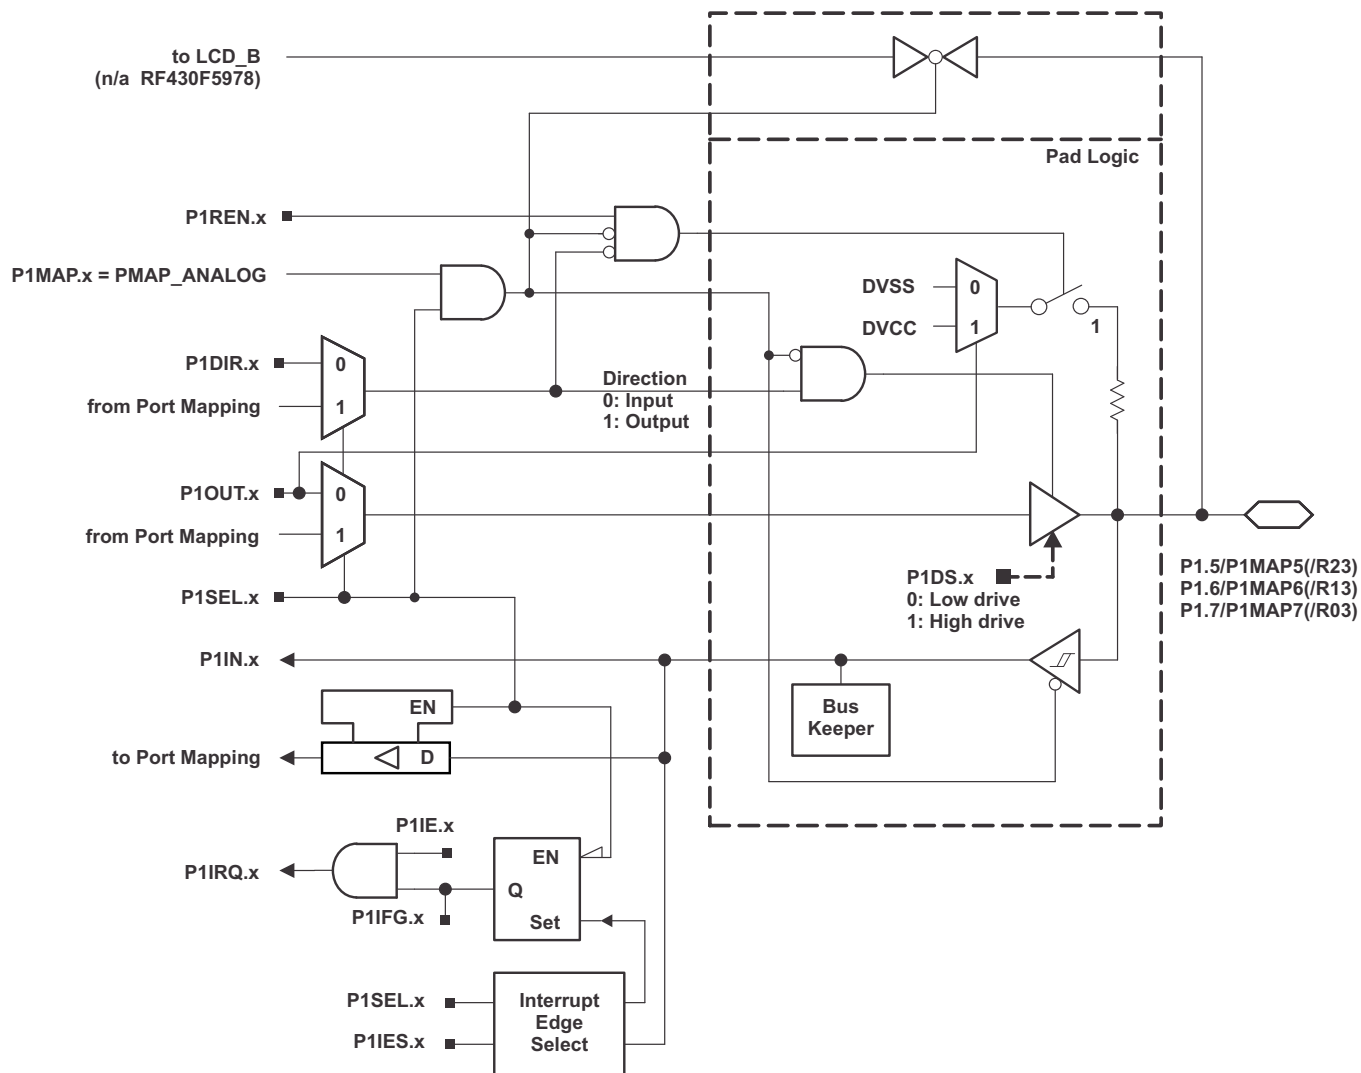 to LCD_B
(n/a RF430F5978)
Pad Logic
P1REN.x
P1MAP.x = PMAP_ANALOG
DVSS
0
DVCC
1
1
P1DIR.x
0
from Port Mapping
1
Direction
0: Input
1: Output
P1OUT.x
0
from Port Mapping
1
P1DS.x
0: Low drive
1: High drive
P1.5/P1MAP5(/R23)
P1.6/P1MAP6(/R13)
P1.7/P1MAP7(/R03)
P1SEL.x
P1IN.x
Bus
Keeper
EN
to Port Mapping
D
P1IE.x
P1IRQ.x
EN
Q
P1IFG.x
Set
P1SEL.x
P1IES.x
Interrupt
Edge
Select